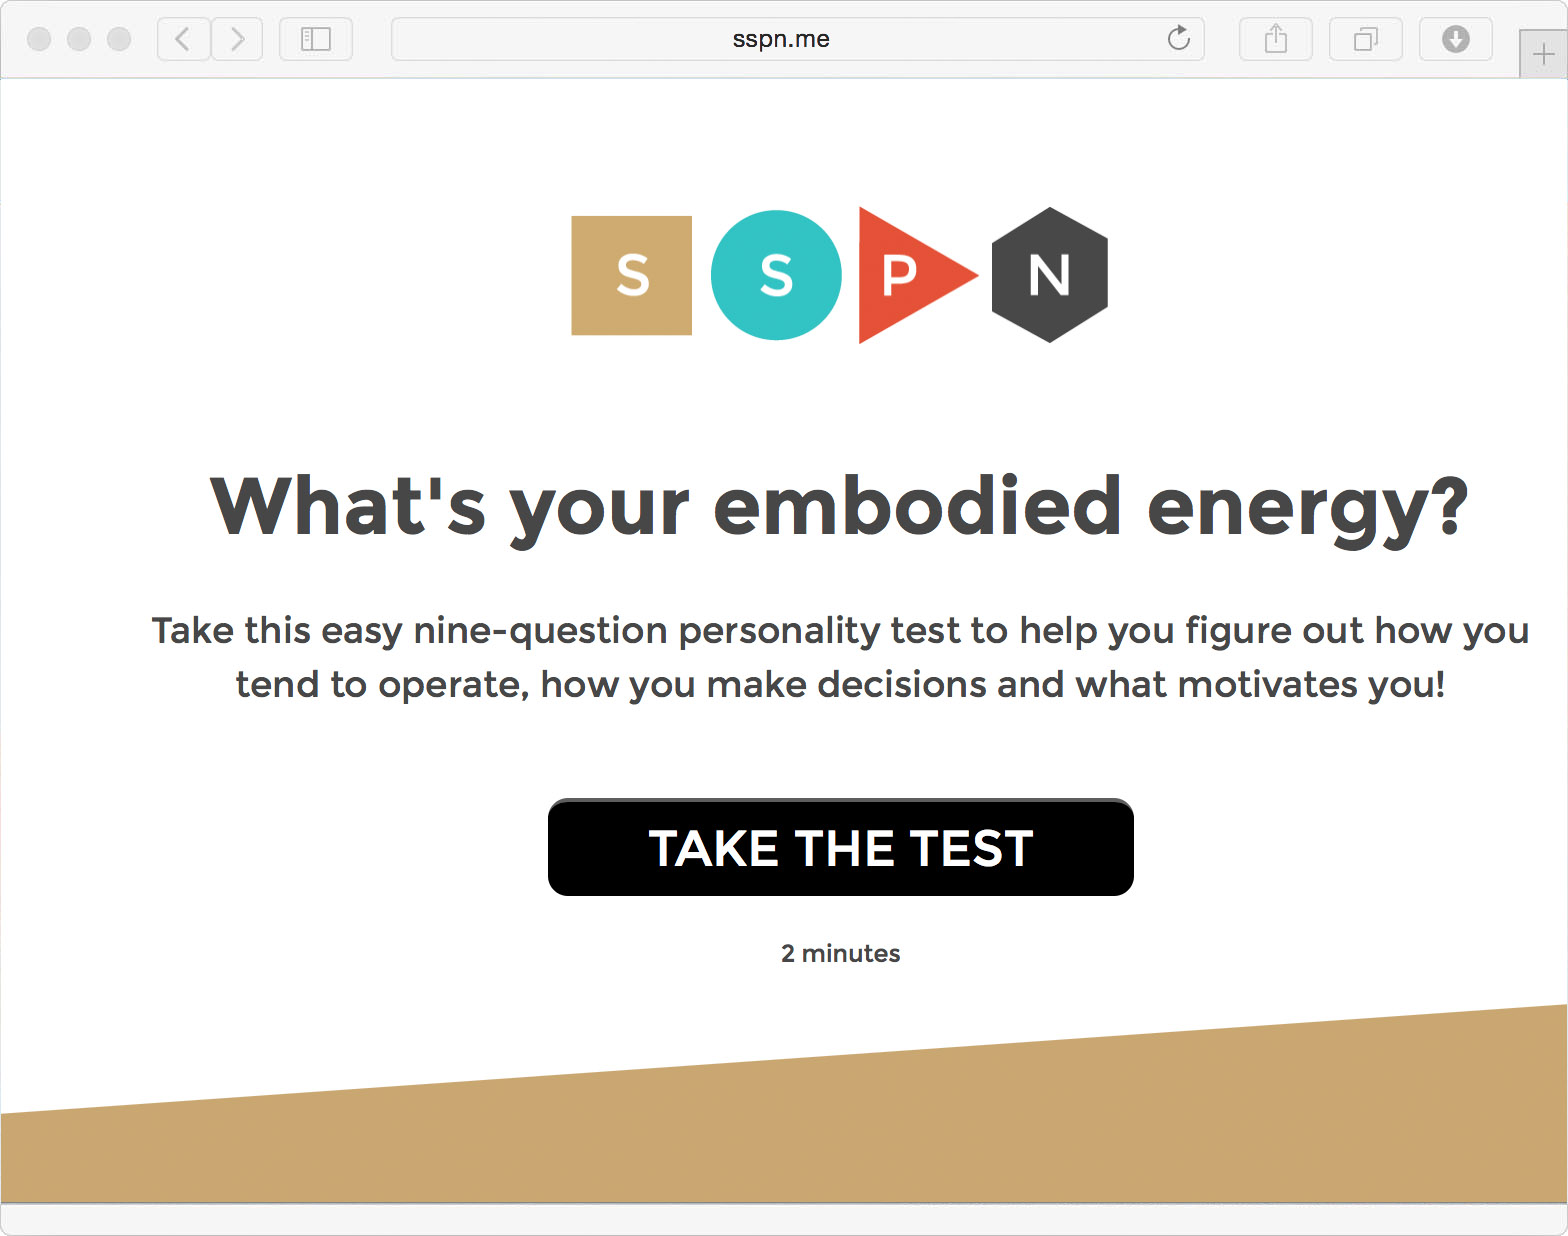 sspn.me
S S P N
What's your embodied energy?
Take this easy nine-question personality test to help you figure out how you
tend to operate, how you make decisions and what motivates you!
TAKE THE TEST
2 minutes